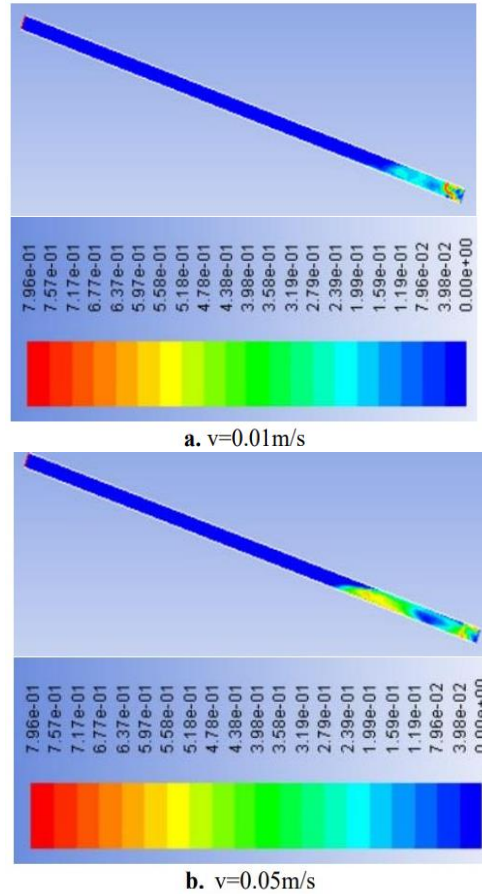 7.96e-01
7.57e-01
7.17e-01
6.77e-01
6.37e-01
5.97e-01
5.58e-01
5.18e-01
4.78e-01
4.38e-01
3.98e-01
3.58e-01
3.19e-01
2.79e-01
2.39e-01
1.99e-01
1.59e-01
1.19e-01
7.96e-02
3.98e-02
0.00e+00
a. v=0.01m/s
7.96e-01
7.57e-01
7.17e-01
6.77e-01
6.37e-01
5.97e-01
5.58e-01
5.18e-01
4.78e-01
4.38e-01
3.98e-01
3.58e-01
3.19e-01
2.79e-01
2.39e-01
1.99e-01
1.59e-01
1.19e-01
7.96e-02
3.98e-02
0.00e+00
b. v=0.05m/s